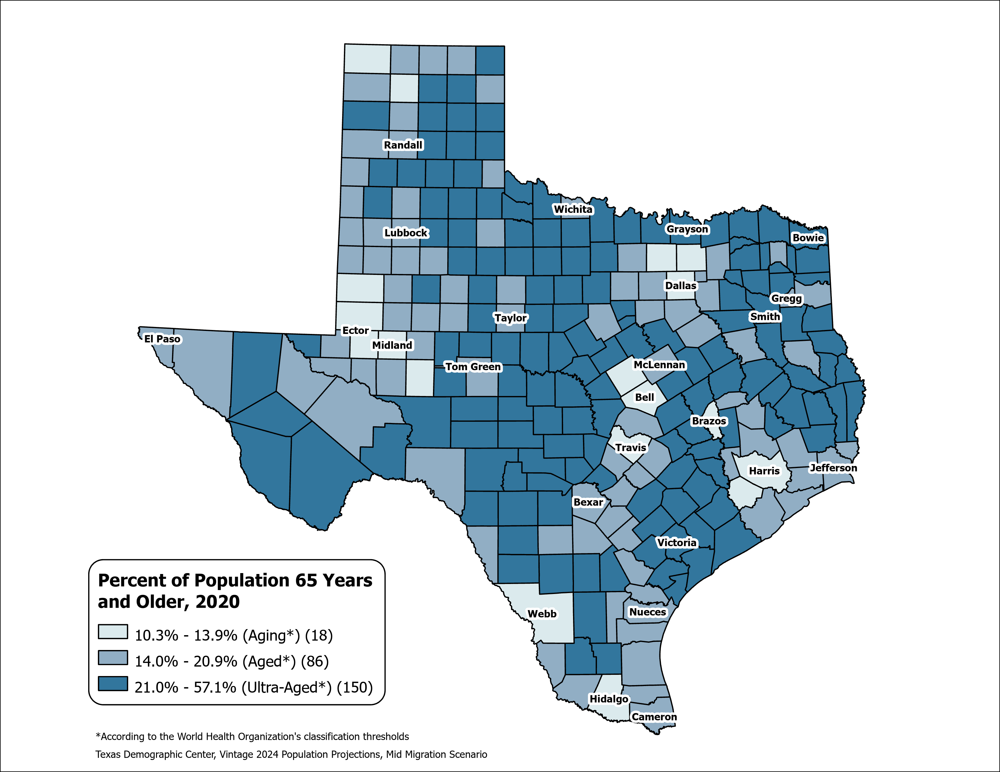 Randall
Wichita
Grayson
Lubbock
Bowie
Dallas
Gregg
Smith
Taylor
Ector
El Paso
Midland
McLennan
Tom Green
Bell
Brazos
Travis
Jefferson
Harris
Bexar
Victoria
Nueces
Webb
Hidalgo
Cameron
Percent of Population 65 Years
and Older, 2020
10.3% - 13.9% (Aging*) (18)
14.0% - 20.9% (Aged*) (86)
21.0% - 57.1% (Ultra-Aged*) (150)
*According to the World Health Organization's classification thresholds
Texas Demographic Center, Vintage 2024 Population Projections, Mid Migration Scenario